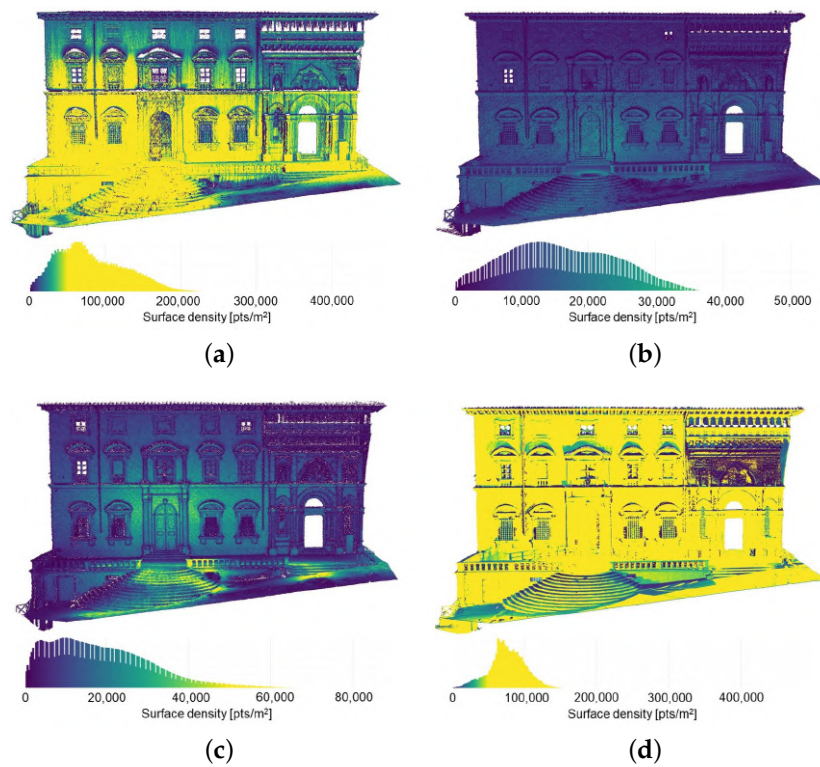 0 100,000 200,000 300,000 400,000
Surface density [pts/m²]
(a)
0 10,000 20,000 30,000 40,000 50,000
Surface density [pts/m²]
(b)
0 20,000 40,000 60,000 80,000
Surface density [pts/m²]
(c)
0 100,000 200,000 300,000 400,000
Surface density [pts/m²]
(d)